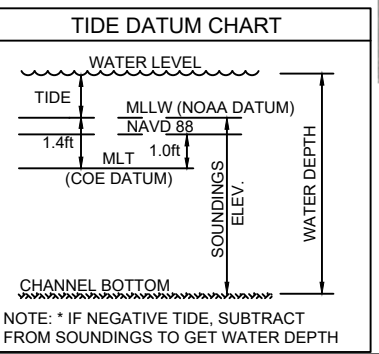 TIDE DATUM CHART
WATER LEVEL
TIDE
MLLW (NOAA DATUM)
NAVD 88
1.4ft
MLT
1.0ft
(COE DATUM)
SOUNDINGS
ELEV.
WATER DEPTH
CHANNEL BOTTOM
NOTE: * IF NEGATIVE TIDE, SUBTRACT
FROM SOUNDINGS TO GET WATER DEPTH